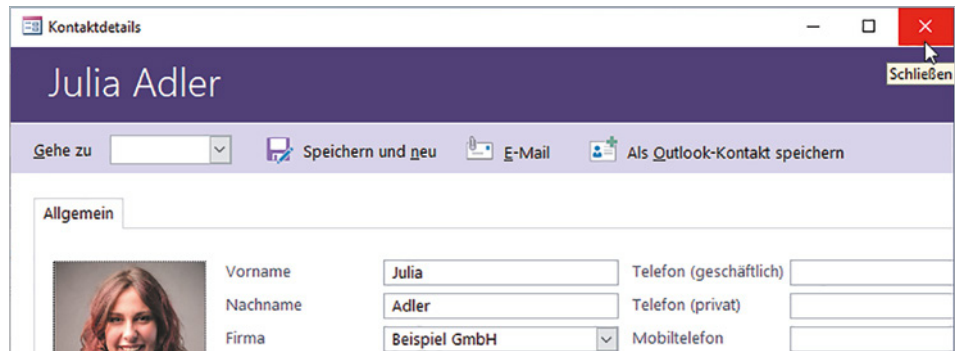 Kontaktdetails
Schließen
Julia Adler
Gehe zu Speichern und neu E-Mail Als Outlook-Kontakt speichern
Allgemein
Vorname Julia Telefon (geschäftlich)
Nachname Adler Telefon (privat)
Firma Beispiel GmbH Mobiltelefon